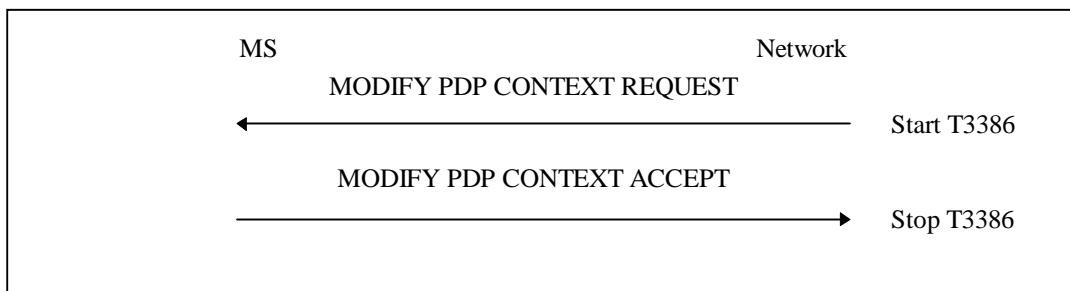 MS Network
MODIFY PDP CONTEXT REQUEST
Start T3386
MODIFY PDP CONTEXT ACCEPT
Stop T3386